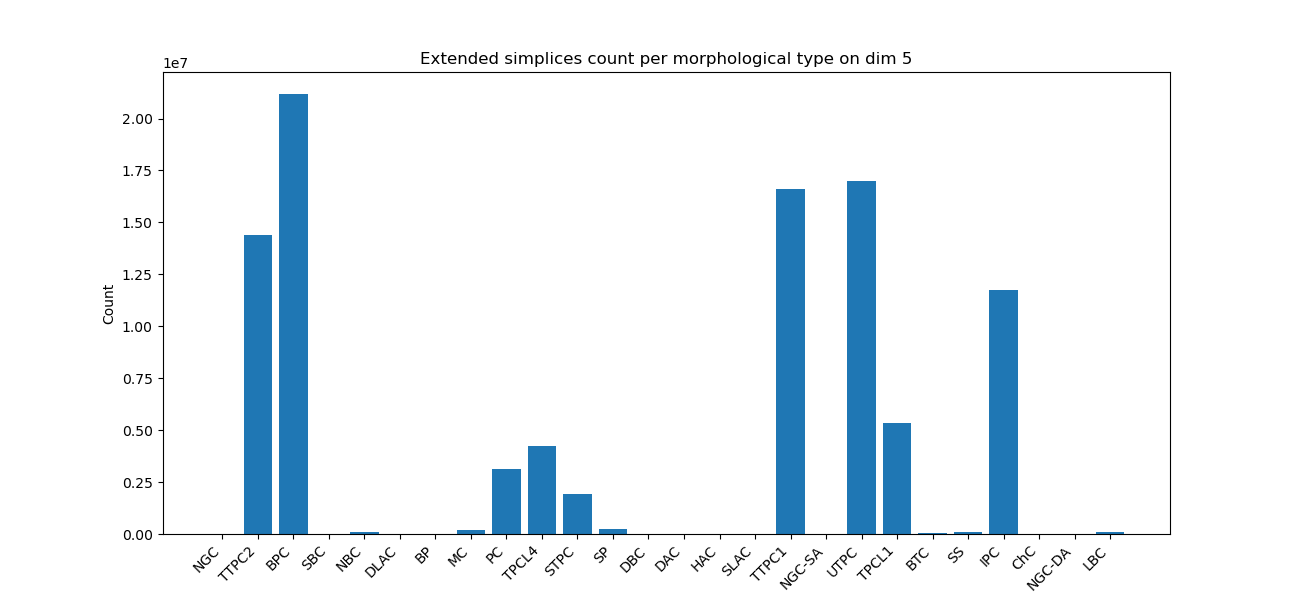 Extended simplices count per morphological type on dim 5
1e7
2.00
1.75
1.50
1.25
1.00
0.75
0.50
0.25
0.00
Count
NGC
TTPC2
BPC
SBC
NBC
DLAC
BP
MC
PC
TPCL4
STPC
SP
DBC
DAC
HAC
SLAC
TTPC1
NGC-SA
UTPC
TPCL1
BTC
SS
IPC
ChC
NGC-DA
LBC